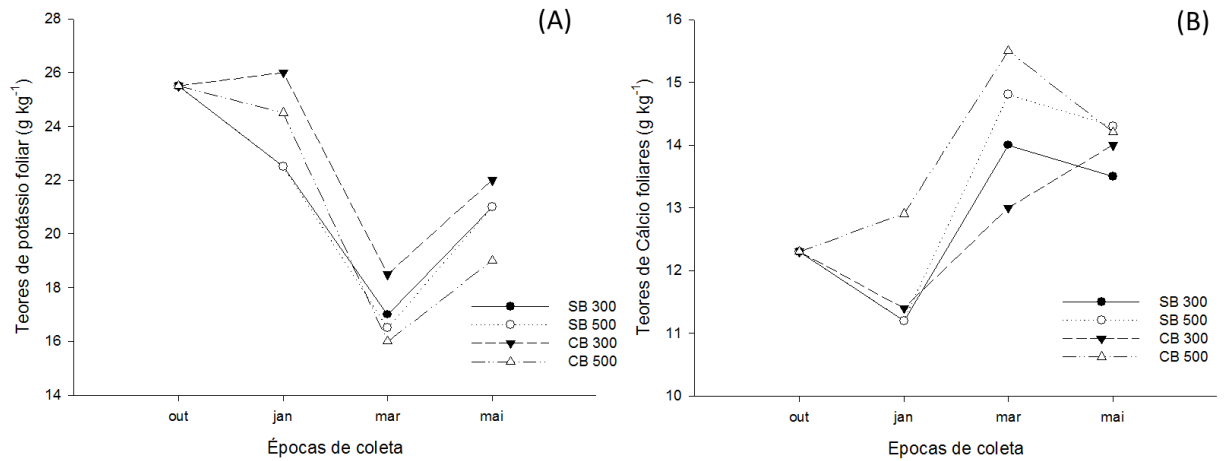 (A)
Teores de potássio foliar (g kg⁻¹)
28
26
24
22
20
18
16
14
SB 300
SB 500
CB 300
CB 500
out jan mar mai
Épocas de coleta
(B)
Teores de Cálcio foliares (g kg⁻¹)
16
15
14
13
12
11
10
SB 300
SB 500
CB 300
CB 500
out jan mar mai
Epocas de coleta